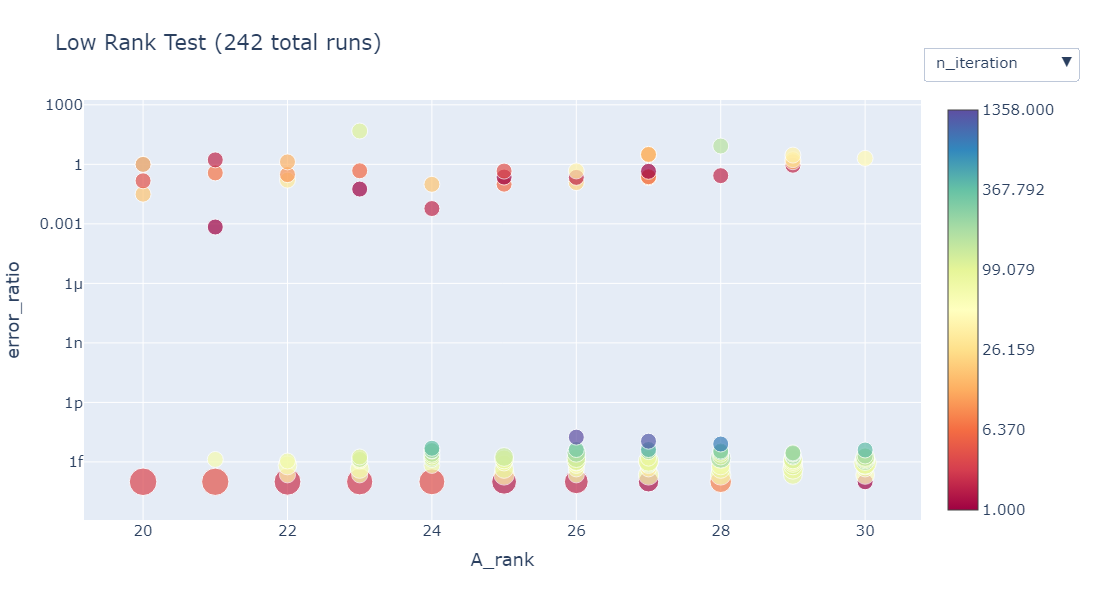 Low Rank Test (242 total runs)
n_iteration ▼
1000
1
0.001
1μ
1n
1p
1f
error_ratio
20
22
24
26
28
30
A_rank
1358.000
367.792
99.079
26.159
6.370
1.000